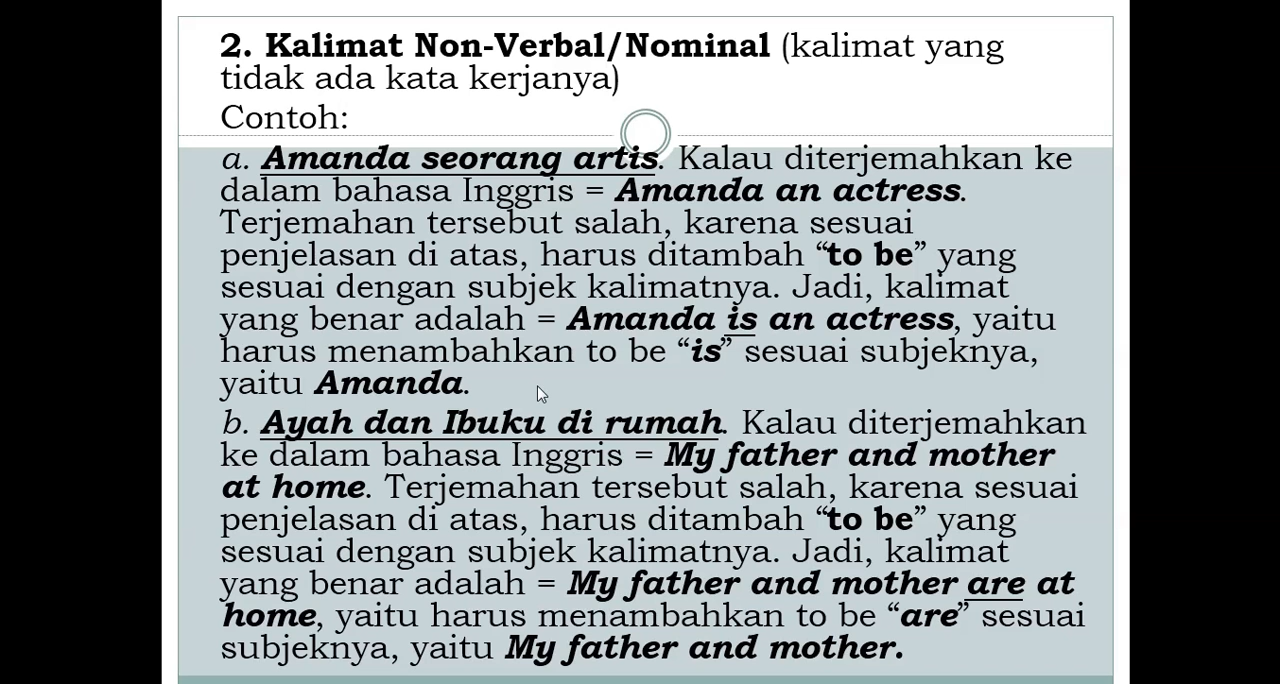 2. Kalimat Non-Verbal/Nominal (kalimat yang
tidak ada kata kerjanya)
Contoh:
a. Amanda seorang artis. Kalau diterjemahkan ke
dalam bahasa Inggris = Amanda an actress.
Terjemahan tersebut salah, karena sesuai
penjelasan di atas, harus ditambah “to be” yang
sesuai dengan subjek kalimatnya. Jadi, kalimat
yang benar adalah = Amanda is an actress, yaitu
harus menambahkan to be “is” sesuai subjeknya,
yaitu Amanda.
b. Ayah dan Ibuku di rumah. Kalau diterjemahkan
ke dalam bahasa Inggris = My father and mother
at home. Terjemahan tersebut salah, karena sesuai
penjelasan di atas, harus ditambah “to be” yang
sesuai dengan subjek kalimatnya. Jadi, kalimat
yang benar adalah = My father and mother are at
home, yaitu harus menambahkan to be “are” sesuai
subjeknya, yaitu My father and mother.